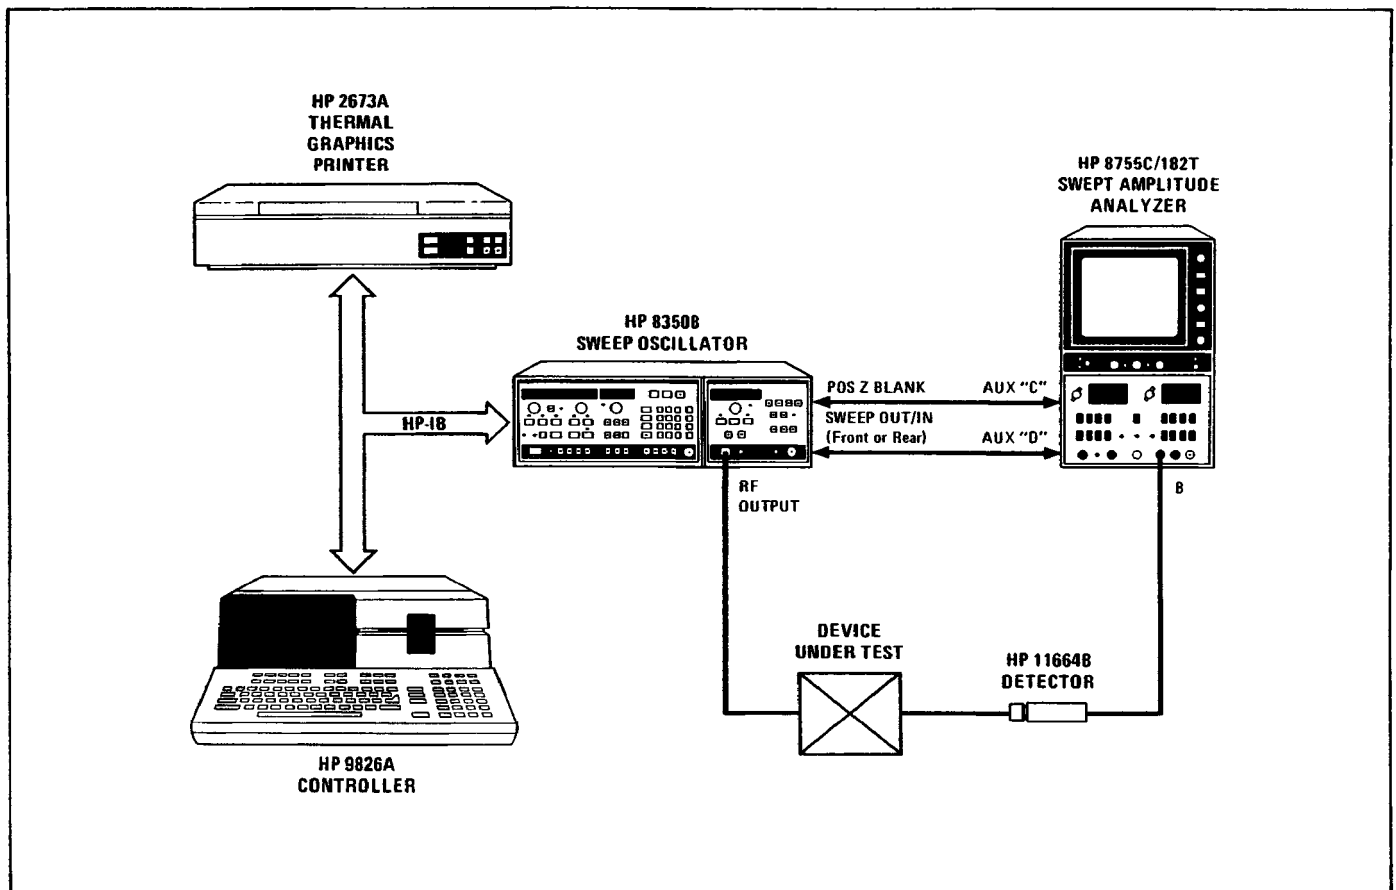 HP 2673A
THERMAL
GRAPHICS
PRINTER
HP 8755C/182T
SWEPT AMPLITUDE
ANALYZER
HP 8350B
SWEEP OSCILLATOR
POS Z BLANK
AUX "C"
SWEEP OUT/IN
(Front or Rear)
AUX "D"
HP-IB
RF
OUTPUT
B
DEVICE
UNDER TEST
HP 11664B
DETECTOR
HP 9826A
CONTROLLER